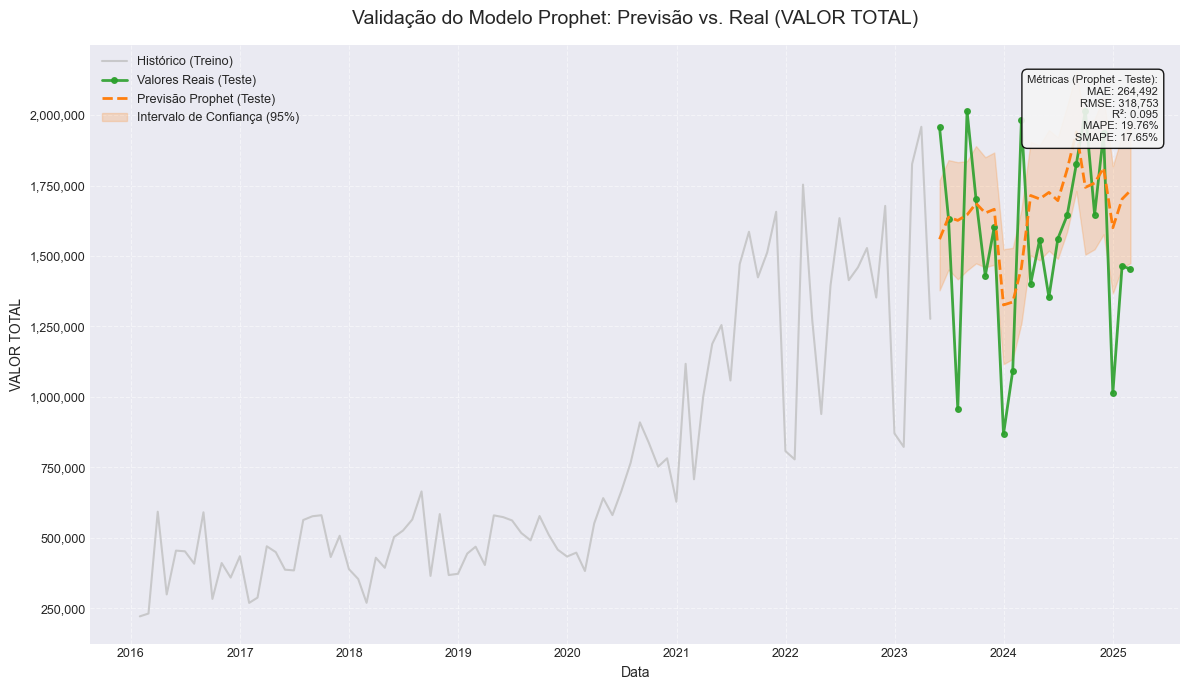 Validação do Modelo Prophet: Previsão vs. Real (VALOR TOTAL)
Histórico (Treino)
Valores Reais (Teste)
Previsão Prophet (Teste)
Intervalo de Confiança (95%)
Métricas (Prophet - Teste):
MAE: 264,492
RMSE: 318,753
R²: 0.095
MAPE: 19.76%
SMAPE: 17.65%
VALOR TOTAL
2,000,000
1,750,000
1,500,000
1,250,000
1,000,000
750,000
500,000
250,000
2016 2017 2018 2019 2020 2021 2022 2023 2024 2025
Data